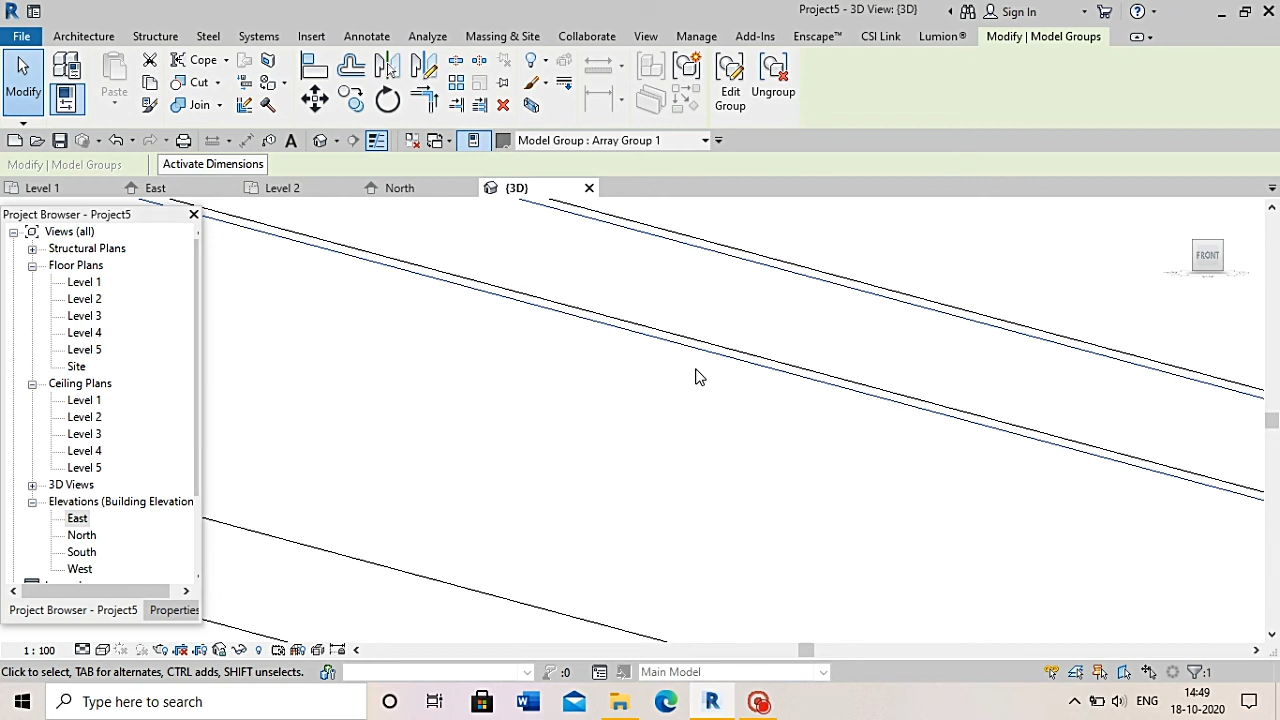 Project5 - 3D View: {3D}
Sign In
File
Architecture
Structure
Steel
Systems
Insert
Annotate
Analyze
Massing & Site
Collaborate
View
Manage
Add-Ins
Enscape™
CSI Link
Lumion®
Modify | Model Groups
Modify
Paste
Cope
Cut
Join
Edit
Group
Ungroup
Model Group : Array Group 1
Modify | Model Groups
Activate Dimensions
Level 1
East
Level 2
North
{3D}
Project Browser - Project5
Views (all)
Structural Plans
Floor Plans
Level 1
Level 2
Level 3
Level 4
Level 5
Site
Ceiling Plans
Level 1
Level 2
Level 3
Level 4
Level 5
3D Views
Elevations (Building Elevation
East
North
South
West
Project Browser - Project5
Properties
FRONT
1 : 100
Click to select, TAB for alternates, CTRL adds, SHIFT unselects.
:0
Main Model
:1
Type here to search
ENG
14:49
18-10-2020